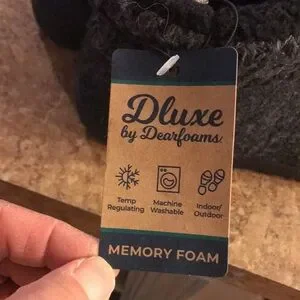 Dluxe
by Dearfoams
Temp
Regulating
Machine
Washable
Indoor/
Outdoor
MEMORY FOAM